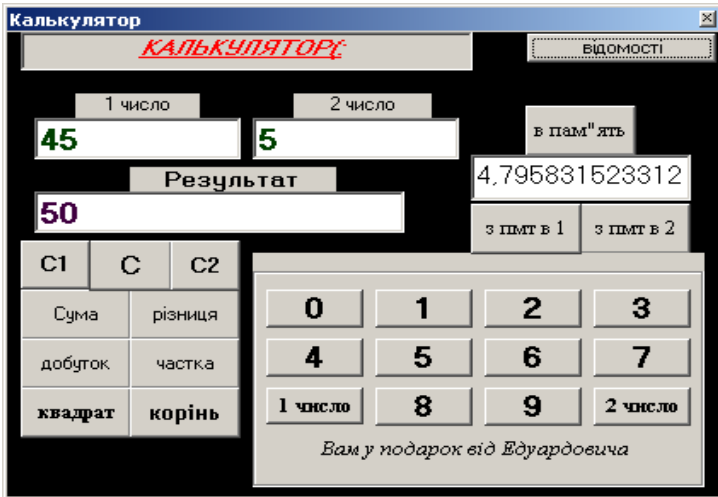 Калькулятор
КАЛЬКУЛЯТОР(:
відомості
1 число
2 число
45
5
в пам"ять
4,795831523312
Результат
50
з пмт в 1
з пмт в 2
C1
C
C2
Сума
різниця
добуток
частка
квадрат
корінь
0
1
2
3
4
5
6
7
1 число
8
9
2 число
Вам у подарок від Едуардовича